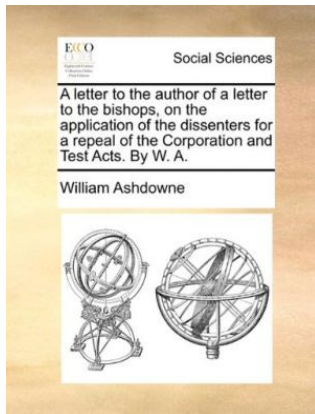 ECCO
Social Sciences
A letter to the author of a letter
to the bishops, on the
application of the dissenters for
a repeal of the Corporation and
Test Acts. By W. A.
William Ashdowne